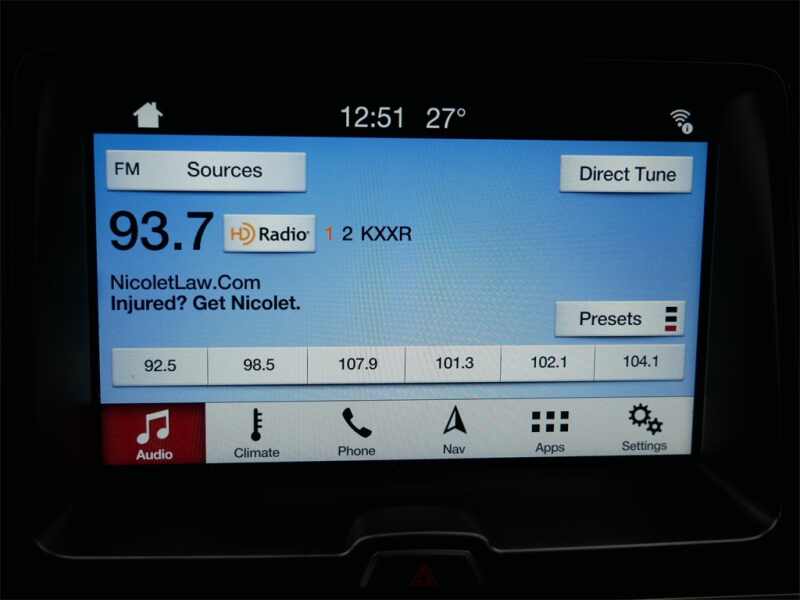 12:51 27°
FM Sources
Direct Tune
93.7 HD Radio 1 2 KXXR
NicoletLaw.Com
Injured? Get Nicolet.
Presets
92.5 98.5 107.9 101.3 102.1 104.1
Audio Climate Phone Nav Apps Settings